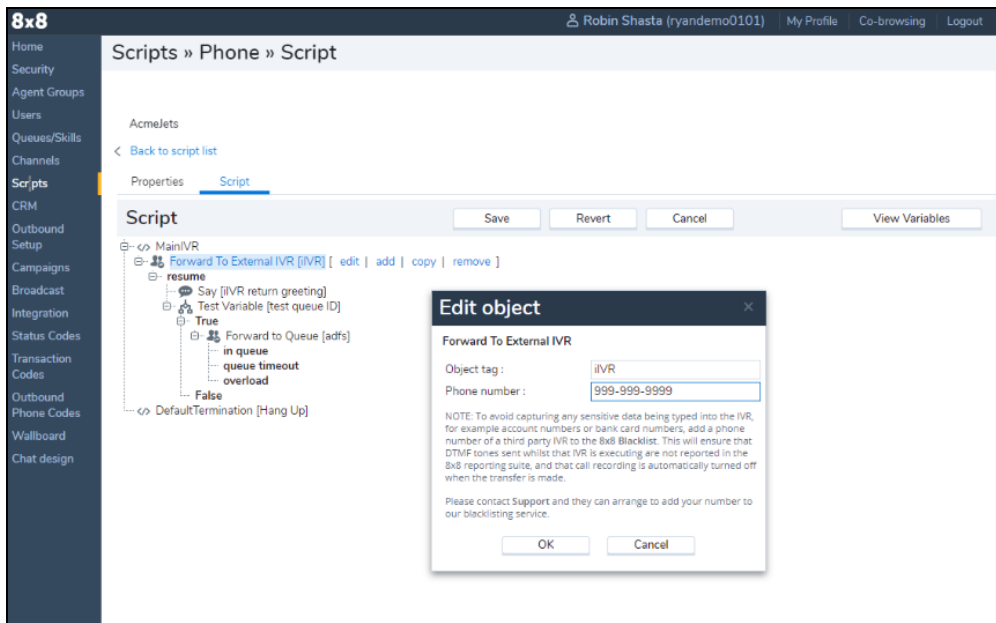 8x8
Robin Shasta (ryandemo0101) My Profile Co-browsing Logout
Home
Security
Agent Groups
Users
Queues/Skills
Channels
Scripts
CRM
Outbound
Setup
Campaigns
Broadcast
Integration
Status Codes
Transaction
Codes
Outbound
Phone Codes
Wallboard
Chat design
Scripts » Phone » Script
AcmeJets
< Back to script list
Properties Script
Script Save Revert Cancel View Variables
</> MainIVR
Forward To External IVR [iIVR] [ edit | add | copy | remove ]
resume
Say [iIVR return greeting]
Test Variable [test queue ID]
True
Forward to Queue [adfs]
in queue
queue timeout
overload
False
</> DefaultTermination [Hang Up]
Edit object ×
Forward To External IVR
Object tag : iIVR
Phone number : 999-999-9999
NOTE: To avoid capturing any sensitive data being typed into the IVR,
for example account numbers or bank card numbers, add a phone
number of a third party IVR to the 8x8 Blacklist. This will ensure that
DTMF tones sent whilst that IVR is executing are not reported in the
8x8 reporting suite, and that call recording is automatically turned off
when the transfer is made.
Please contact Support and they can arrange to add your number to
our blacklisting service.
OK Cancel